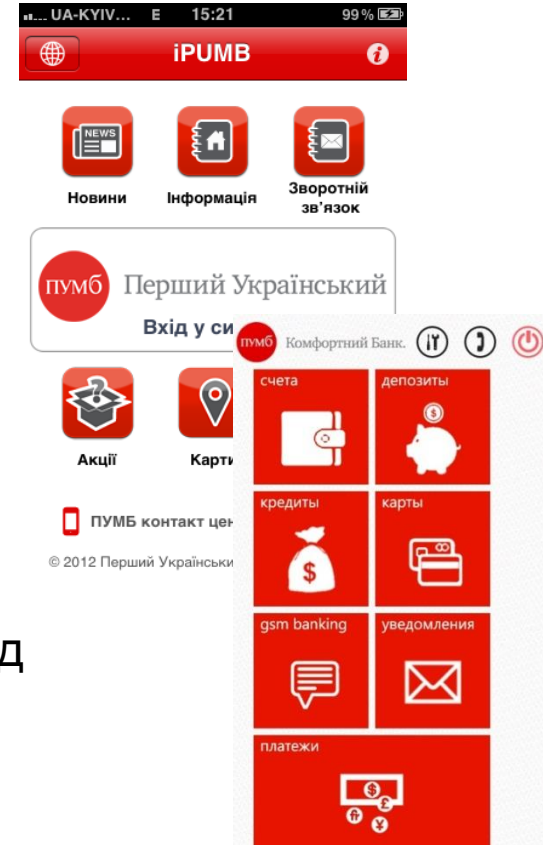 UA-KYIV... E 15:21 99%
iPUMB
NEWS
Новини Інформація Зворотній
зв'язок
пумб Перший Український
Вхід у си
Акції Карти
ПУМБ контакт цен
© 2012 Перший Українськи
д
пумб Комфортний Банк.
счета депозиты
кредиты карты
gsm banking уведомления
платежи